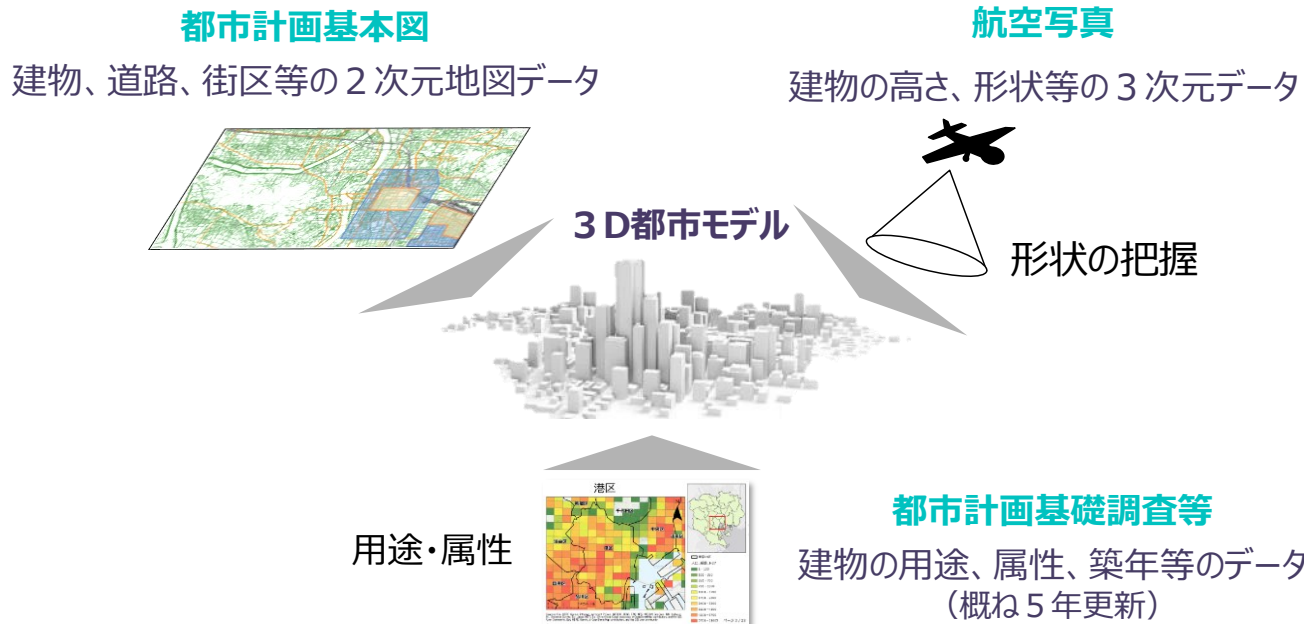 都市計画基本図
建物、道路、街区等の２次元地図データ
航空写真
建物の高さ、形状等の３次元データ
３D都市モデル
形状の把握
港区
用途・属性
都市計画基礎調査等
建物の用途、属性、築年等のデータ
（概ね５年更新）